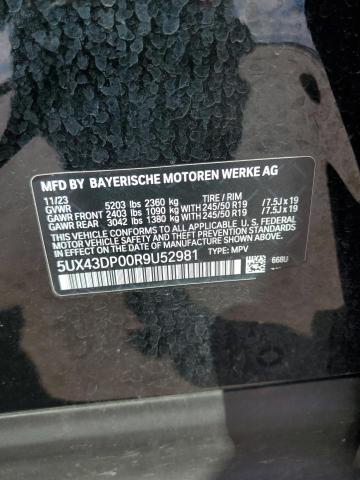 MFD BY BAYERISCHE MOTOREN WERKE AG
11/23 5203 lbs 2360 kg TIRE / RIM
GVWR
GAWR FRONT 2403 lbs 1090 kg WITH 245/50 R19 /7.5J x 19
GAWR REAR 3042 lbs 1380 kg WITH 245/50 R19 /7.5J x 19
THIS VEHICLE CONFORMS TO ALL APPLICABLE U.S. FEDERAL
MOTOR VEHICLE SAFETY STANDARDS IN EFFECT ON THE
DATE OF MANUFACTURE SHOWN ABOVE.
5UX43DP00R9U52981 TYPE: MPV
668U